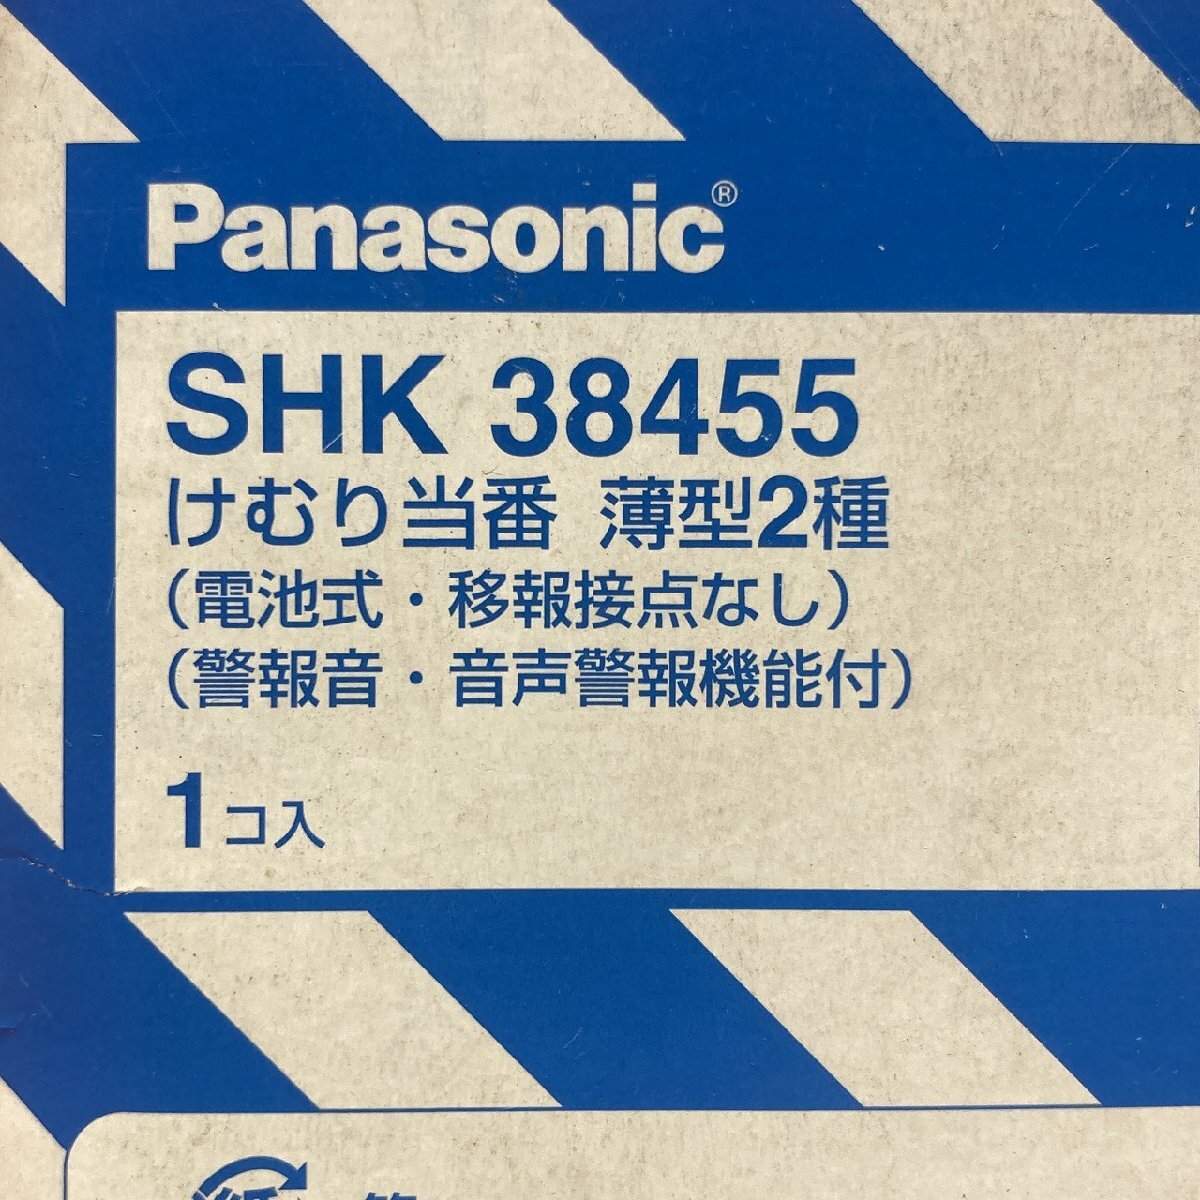 Panasonic®
SHK 38455
けむり当番 薄型2種
（電池式・移報接点なし）
（警報音・音声警報機能付）
1コ入